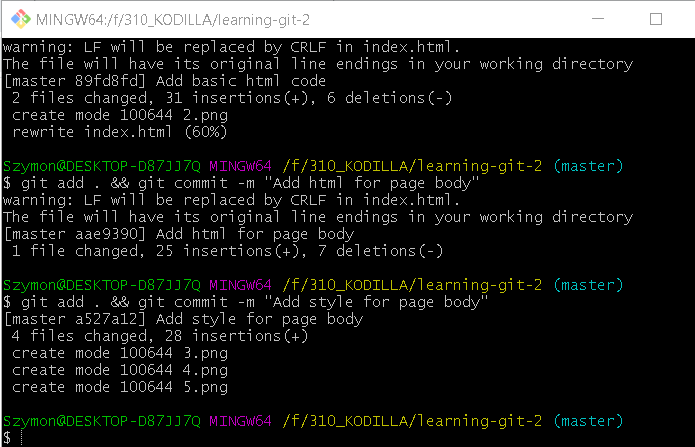 MINGW64:/f/310_KODILLA/learning-git-2
warning: LF will be replaced by CRLF in index.html.
The file will have its original line endings in your working directory
[master 89fd8fd] Add basic html code
 2 files changed, 31 insertions(+), 6 deletions(-)
 create mode 100644 2.png
 rewrite index.html (60%)

Szymon@DESKTOP-D87JJ7Q MINGW64 /f/310_KODILLA/learning-git-2 (master)
$ git add . && git commit -m "Add html for page body"
warning: LF will be replaced by CRLF in index.html.
The file will have its original line endings in your working directory
[master aae9390] Add html for page body
 1 file changed, 25 insertions(+), 7 deletions(-)

Szymon@DESKTOP-D87JJ7Q MINGW64 /f/310_KODILLA/learning-git-2 (master)
$ git add . && git commit -m "Add style for page body"
[master a527a12] Add style for page body
 4 files changed, 28 insertions(+)
 create mode 100644 3.png
 create mode 100644 4.png
 create mode 100644 5.png

Szymon@DESKTOP-D87JJ7Q MINGW64 /f/310_KODILLA/learning-git-2 (master)
$